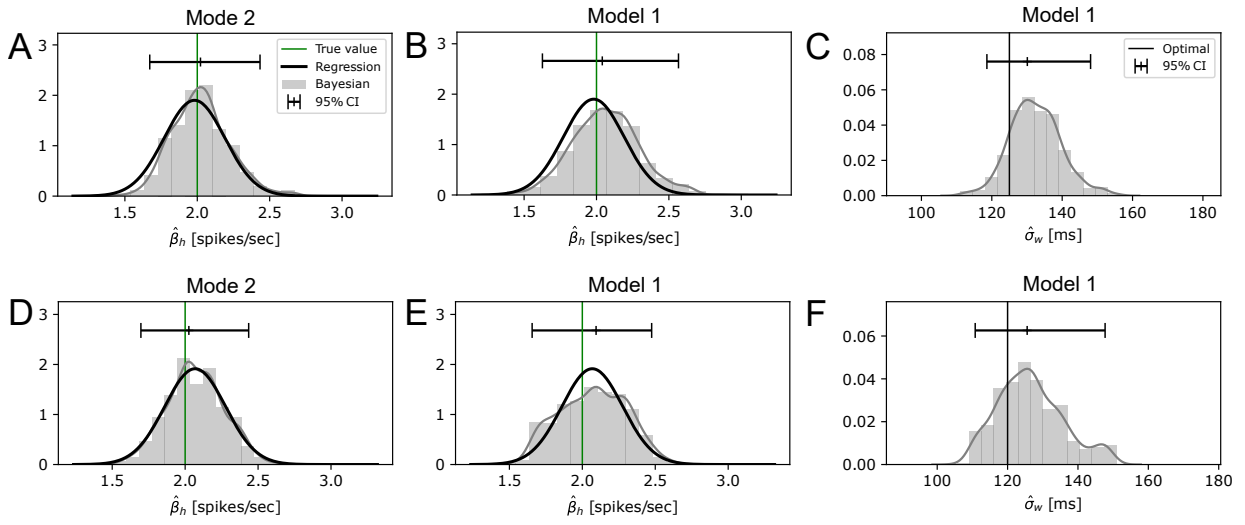 Mode 2
Model 1
Model 1
A
B
C
3
2
1
0
True value
Regression
Bayesian
95% CI
3
2
1
0
0.08
0.06
0.04
0.02
0.00
Optimal
95% CI
1.5 2.0 2.5 3.0
1.5 2.0 2.5 3.0
100 120 140 160 180
β̂h [spikes/sec]
β̂h [spikes/sec]
σ̂w [ms]
Mode 2
Model 1
Model 1
D
E
F
3
2
1
0
3
2
1
0
0.06
0.04
0.02
0.00
1.5 2.0 2.5 3.0
1.5 2.0 2.5 3.0
100 120 140 160 180
β̂h [spikes/sec]
β̂h [spikes/sec]
σ̂w [ms]